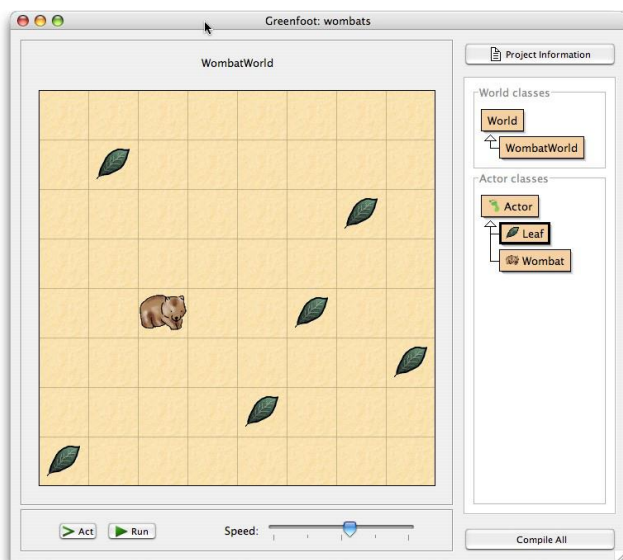 Greenfoot: wombats
WombatWorld
Project Information
World classes
World
WombatWorld
Actor classes
Actor
Leaf
Wombat
Act
Run
Speed:
Compile All